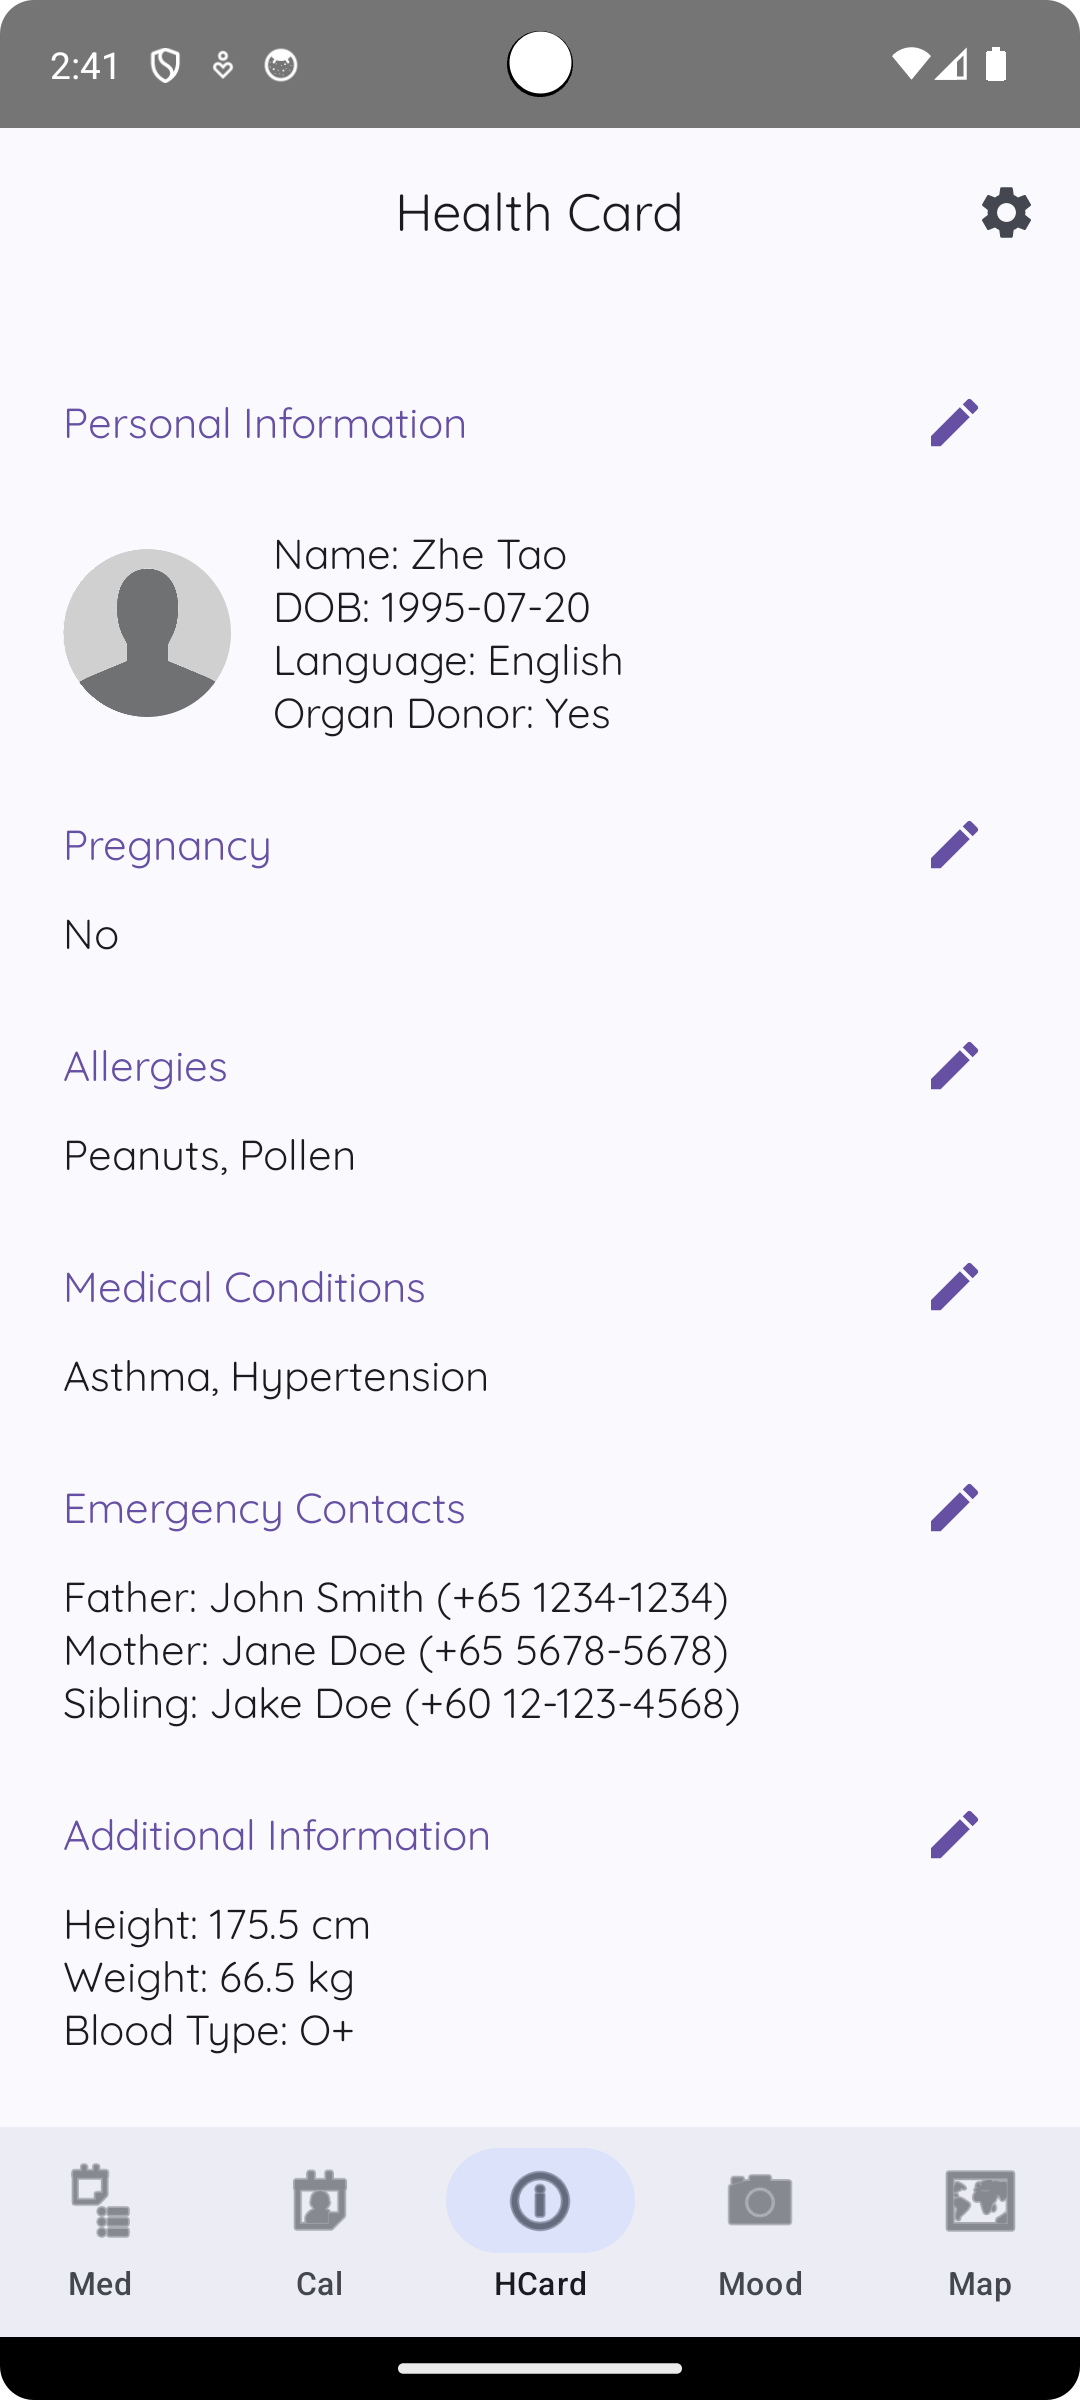 2:41
Health Card
Personal Information
Name: Zhe Tao
DOB: 1995-07-20
Language: English
Organ Donor: Yes
Pregnancy
No
Allergies
Peanuts, Pollen
Medical Conditions
Asthma, Hypertension
Emergency Contacts
Father: John Smith (+65 1234-1234)
Mother: Jane Doe (+65 5678-5678)
Sibling: Jake Doe (+60 12-123-4568)
Additional Information
Height: 175.5 cm
Weight: 66.5 kg
Blood Type: O+
Med Cal HCard Mood Map